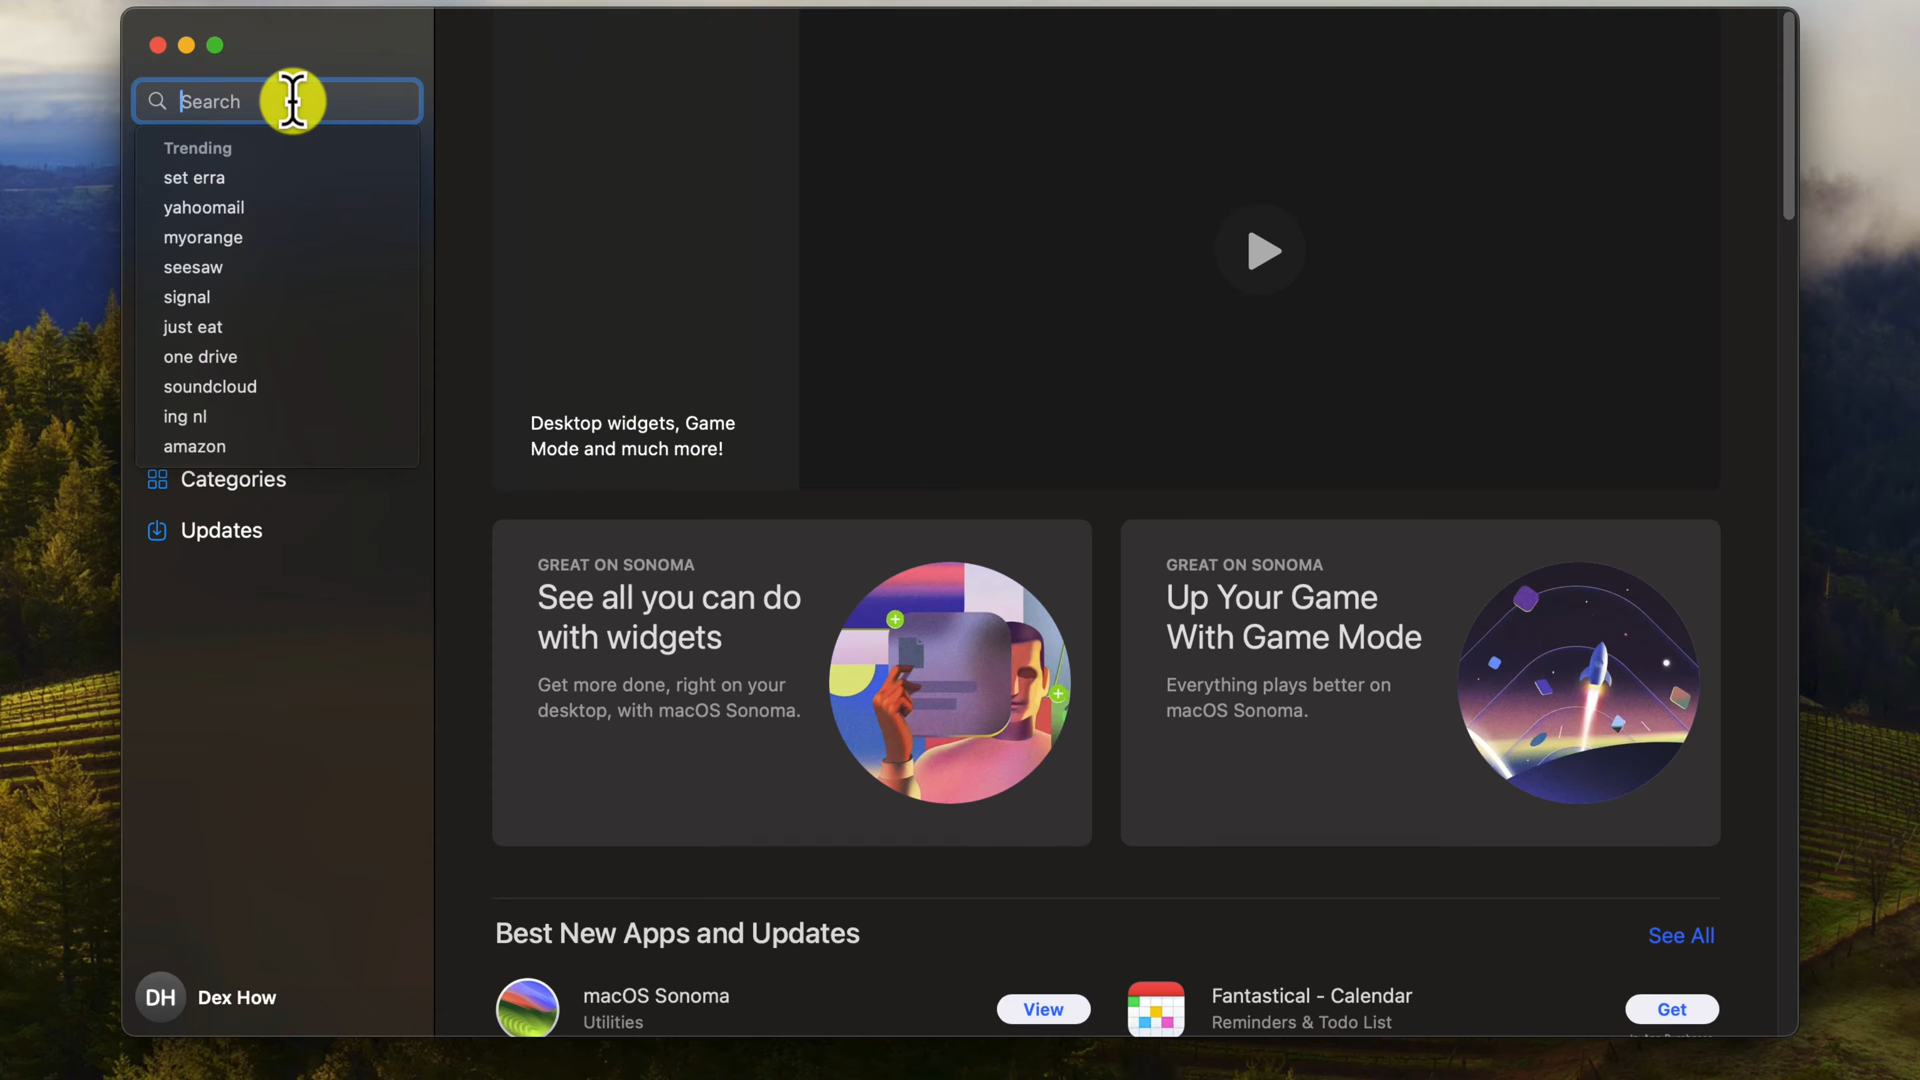 Search
Trending
set erra
yahoomail
myorange
seesaw
signal
just eat
one drive
soundcloud
ing nl
amazon
Categories
Updates
DH
Dex How
Desktop widgets, Game
Mode and much more!
GREAT ON SONOMA
See all you can do
with widgets
Get more done, right on your
desktop, with macOS Sonoma.
GREAT ON SONOMA
Up Your Game
With Game Mode
Everything plays better on
macOS Sonoma.
Best New Apps and Updates
See All
macOS Sonoma
Utilities
View
Fantastical - Calendar
Reminders & Todo List
Get